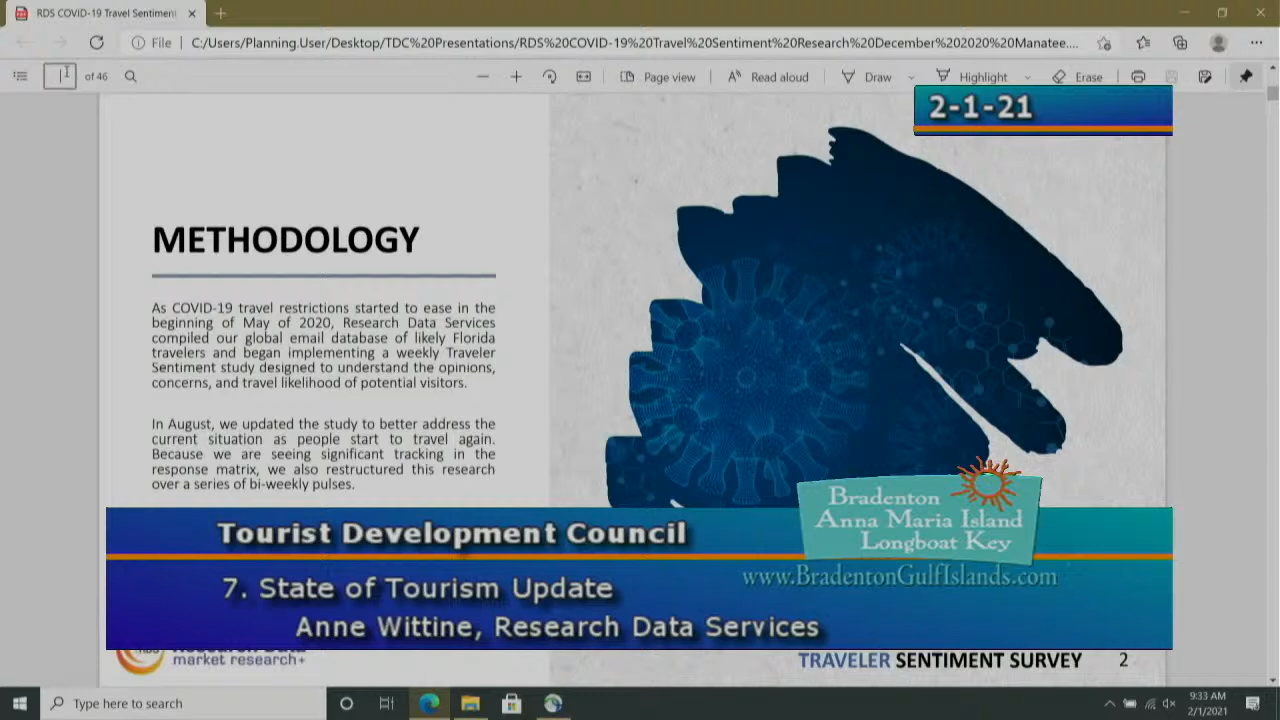 RDS COVID-19 Travel Sentiment
File
C:/Users/Planning.User/Desktop/TDC%20Presentations/RDS%20COVID-19%20Travel%20Sentiment%20Research%20December%202020%20Manatee....
of 46
Page view
Read aloud
Draw
Highlight
Erase
2-1-21
METHODOLOGY
As COVID-19 travel restrictions started to ease in the
beginning of May of 2020, Research Data Services
compiled our global email database of likely Florida
travelers and began implementing a weekly Traveler
Sentiment study designed to understand the opinions,
concerns, and travel likelihood of potential visitors.
In August, we updated the study to better address the
current situation as people start to travel again.
Because we are seeing significant tracking in the
response matrix, we also restructured this research
over a series of bi-weekly pulses.
Bradenton
Anna Maria Island
Longboat Key
www.BradentonGulfIslands.com
Tourist Development Council
7. State of Tourism Update
Anne Wittine, Research Data Services
market research+
TRAVELER SENTIMENT SURVEY 2
Type here to search
9:33 AM
2/1/2021